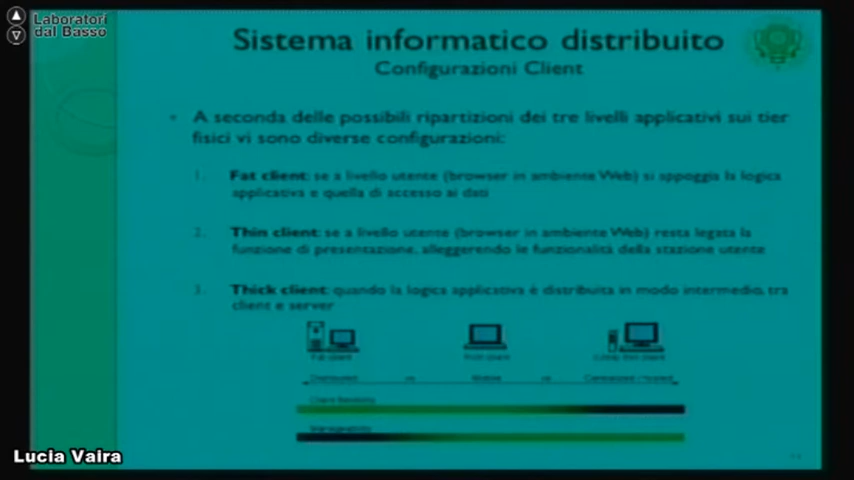 Laboratori
dal Basso
Sistema informatico distribuito
Configurazioni Client
• A seconda delle possibili ripartizioni dei tre livelli applicativi sui tier
fisici vi sono diverse configurazioni:
1. Fat client: se a livello utente (browser in ambiente Web) si appoggia la logica
applicativa e quella di accesso ai dati
2. Thin client: se a livello utente (browser in ambiente Web) resta legata la
funzione di presentazione, alleggerendo le funzionalità della stazione utente
3. Thick client: quando la logica applicativa è distribuita in modo intermedio, tra
client e server
Fat client
Lucia Vaira